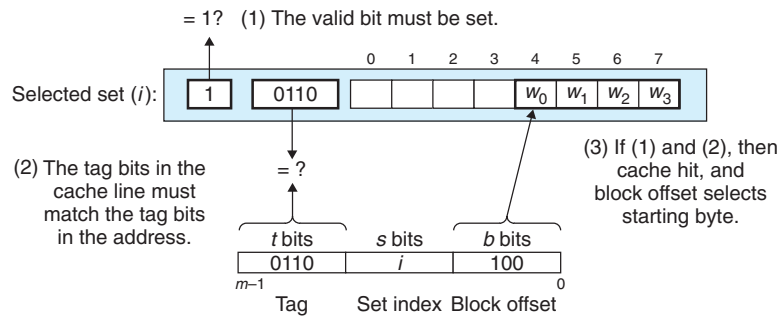 = 1? (1) The valid bit must be set.
0 1 2 3 4 5 6 7
Selected set (i): 1 0110 w0 w1 w2 w3
(2) The tag bits in the
cache line must
match the tag bits
in the address.
= ?
(3) If (1) and (2), then
cache hit, and
block offset selects
starting byte.
t bits s bits b bits
0110 i 100
m–1 0
Tag Set index Block offset